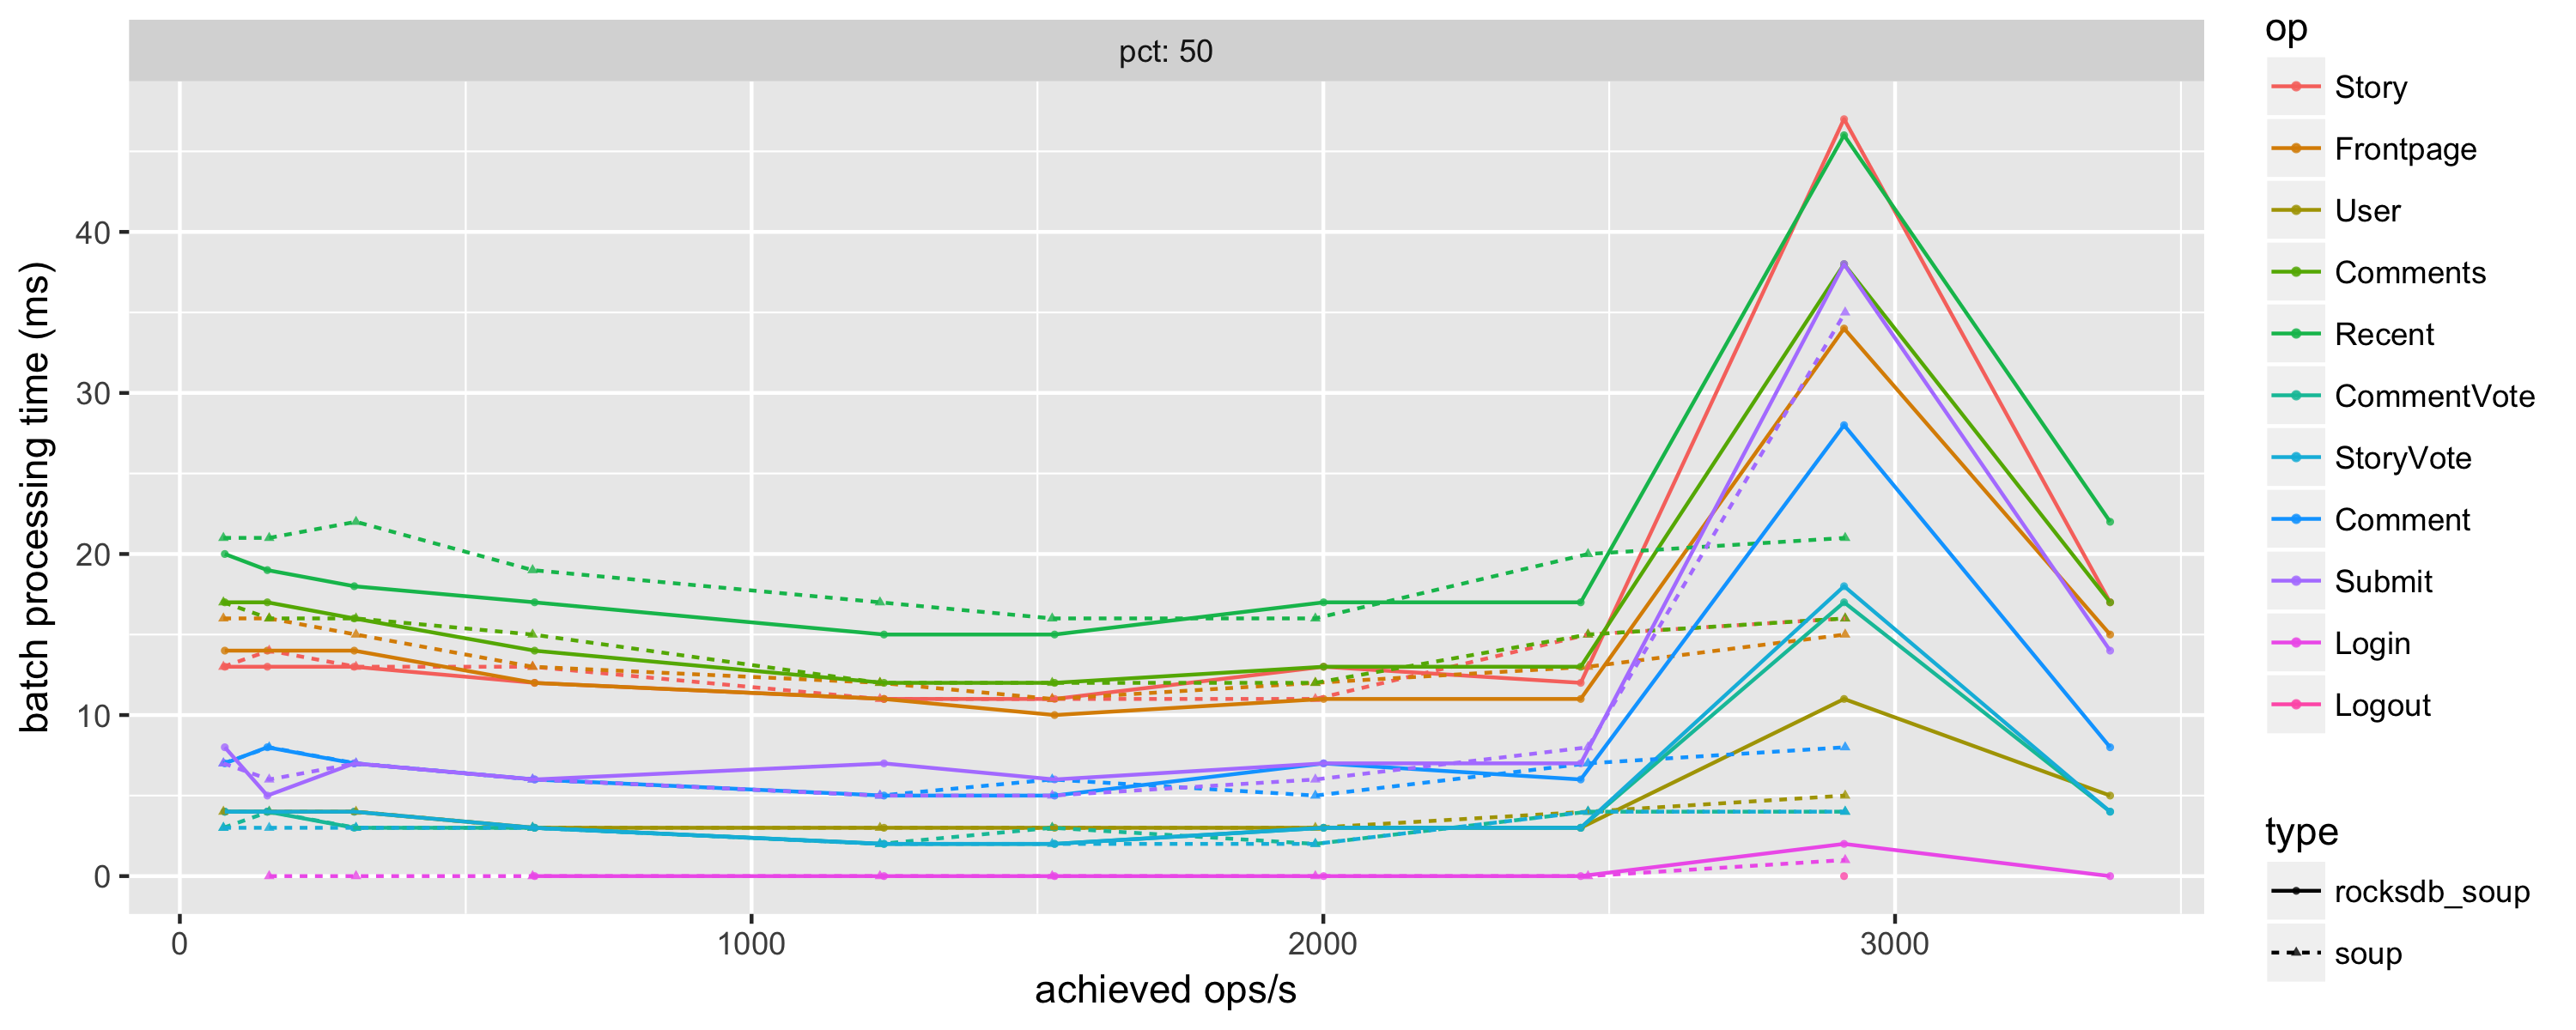 pct: 50
batch processing time (ms)
40
30
20
10
0
0
1000
2000
3000
achieved ops/s
op
Story
Frontpage
User
Comments
Recent
CommentVote
StoryVote
Comment
Submit
Login
Logout
type
rocksdb_soup
soup